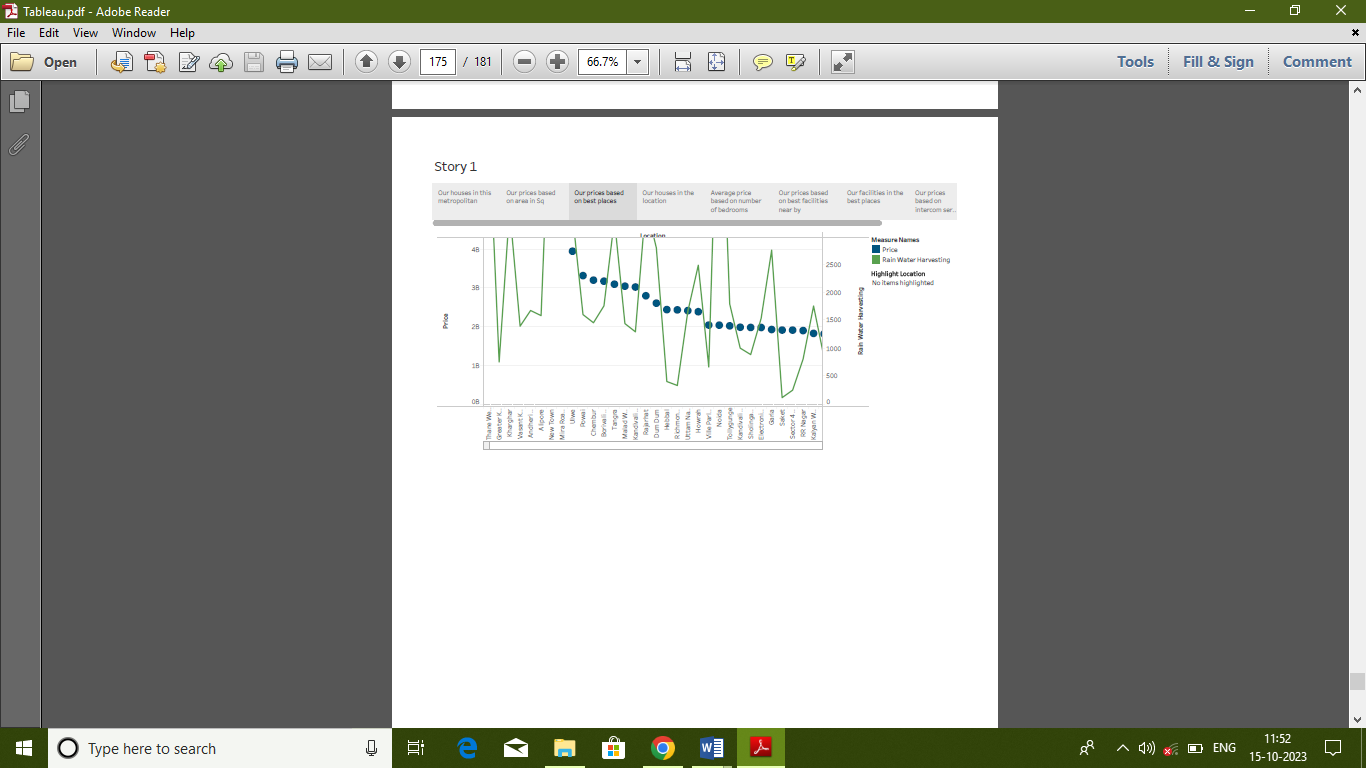 Tableau.pdf - Adobe Reader
File Edit View Window Help
Open 175 / 181 66.7% Tools Fill & Sign Comment
Story 1
Our houses in this
metropolitan
Our prices based
on area in Sq
Our prices based
on best places
Our houses in the
location
Average price
based on number
of bedrooms
Our prices based
on best facilities
near by
Our facilities in the
best places
Our prices
based on
intercom ser..
Location
Price
4B
3B
2B
1B
0B
2500
2000
1500
1000
500
0
Rain Water Harvesting
Thane We..
Greater K..
Kharghar
Vasant K..
Andheri..
Alipore
New Town
Mira Roa..
Ulwe
Powai
Chembur
Borivali..
Tangra
Malad W..
Kandivali..
Rajarhat
Dum Dum
Hebbal
Richmon..
Uttam Na..
Howrah
Ville Parl..
Noida
Tollygunge
Kandivali..
Sholinga..
Electroni..
Garia
Saket
Sector 4..
RR Nagar
Kalyan W..
Measure Names
Price
Rain Water Harvesting
Highlight Location
No items highlighted
Type here to search
ENG
11:52
15-10-2023